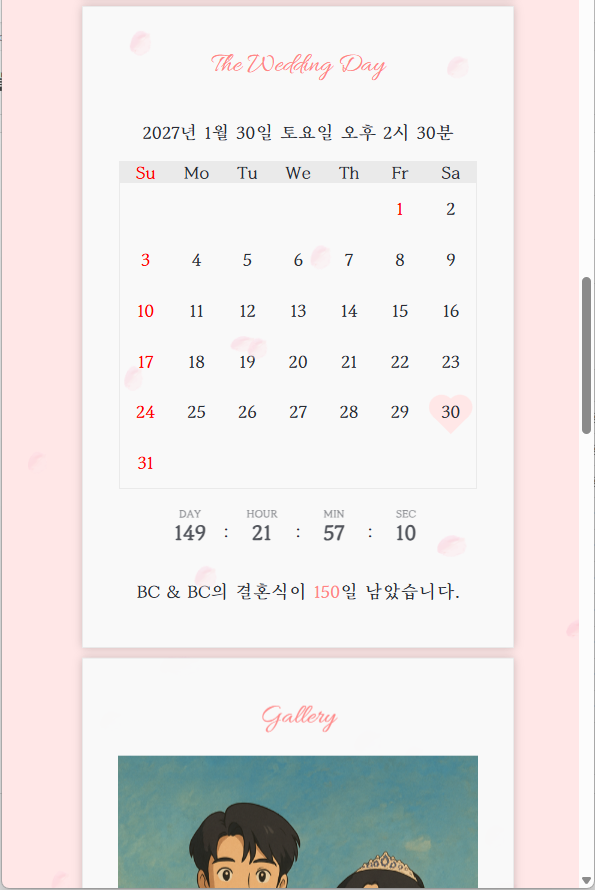 The Wedding Day
2027년 1월 30일 토요일 오후 2시 30분
Su Mo Tu We Th Fr Sa
1 2
3 4 5 6 7 8 9
10 11 12 13 14 15 16
17 18 19 20 21 22 23
24 25 26 27 28 29 30
31
DAY HOUR MIN SEC
149 : 21 : 57 : 10
BC & BC의 결혼식이 150일 남았습니다.
Gallery